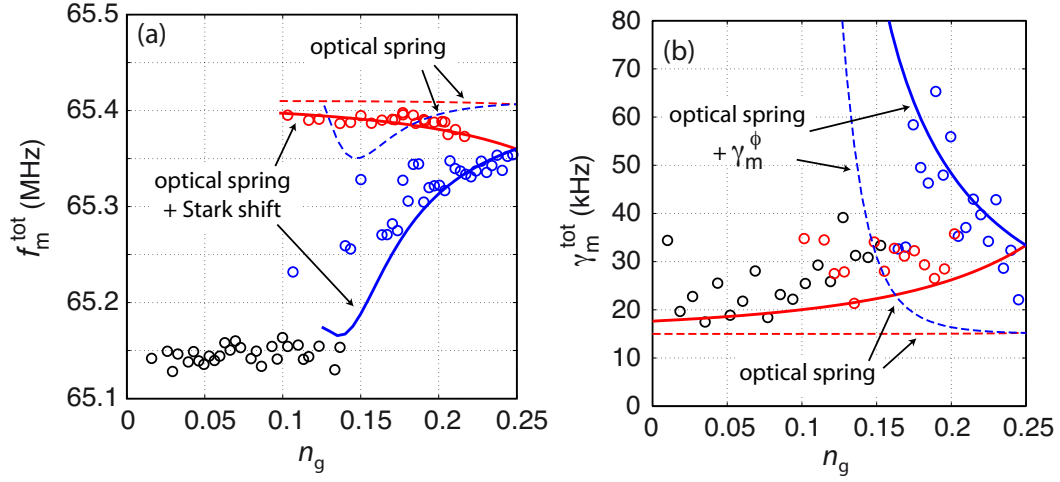 (a)
optical spring
optical spring
+ Stark shift
65.5
65.4
65.3
65.2
65.1
f_m^tot (MHz)
0
0.05
0.1
0.15
0.20
0.25
n_g
(b)
optical spring
+ γ_m^ϕ
optical spring
80
70
60
50
40
30
20
10
0
γ_m^tot (kHz)
0
0.05
0.10
0.15
0.20
0.25
n_g